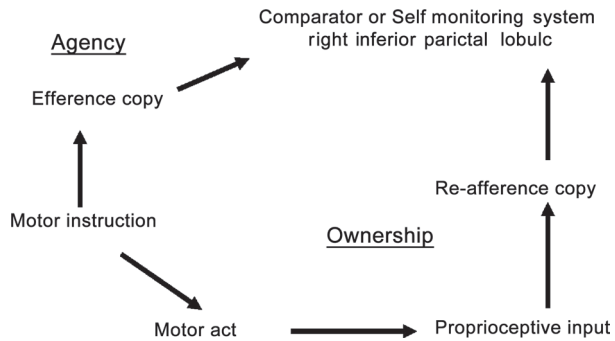 Comparator or Self monitoring system
right inferior parictal lobulc
Agency
Efference copy
Re-afference copy
Motor instruction
Ownership
Motor act
Proprioceptive input